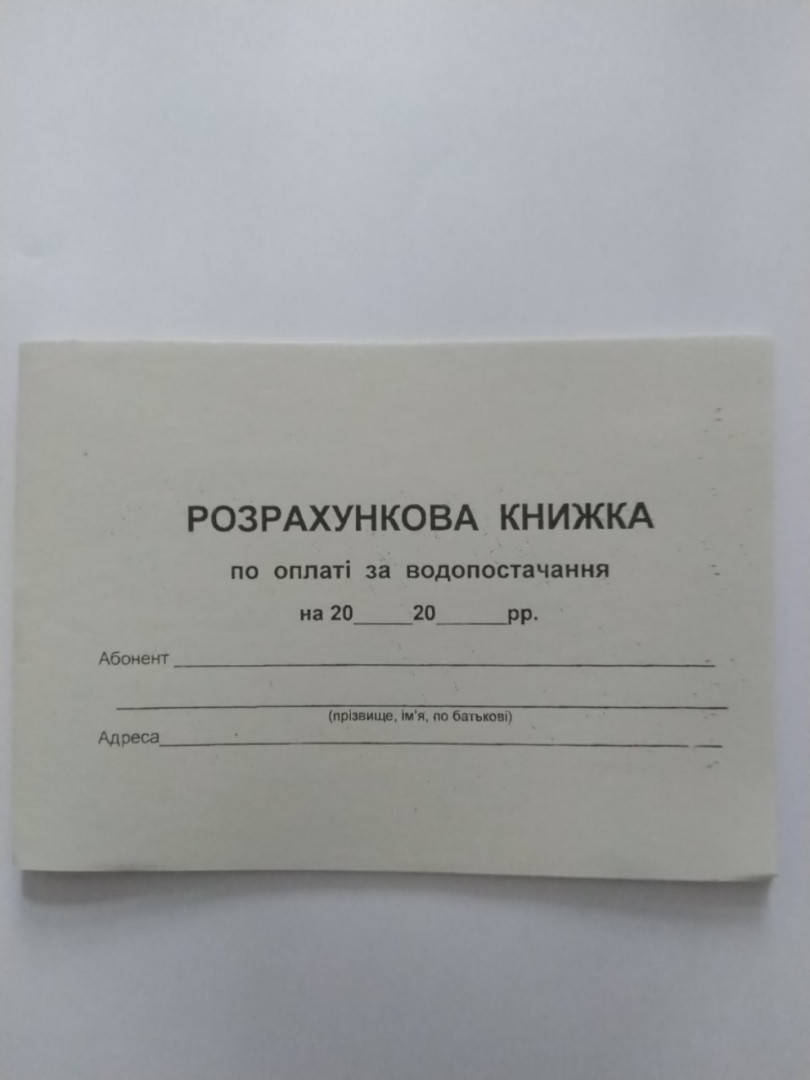 РОЗРАХУНКОВА КНИЖКА
по оплаті за водопостачання
на 20_____20______рр.
Абонент
(прізвище, ім'я, по батькові)
Адреса